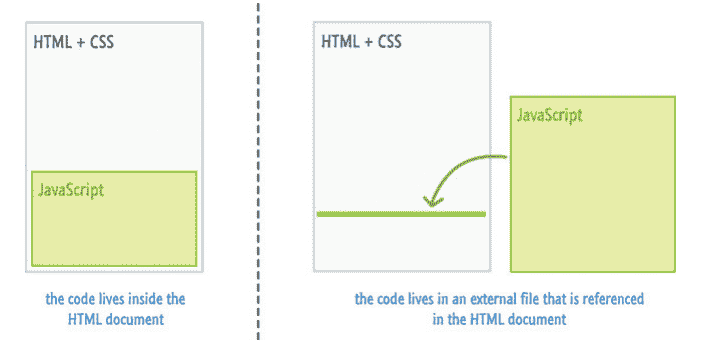 HTML + CSS
JavaScript
the code lives inside the
HTML document
HTML + CSS
JavaScript
the code lives in an external file that is referenced
in the HTML document